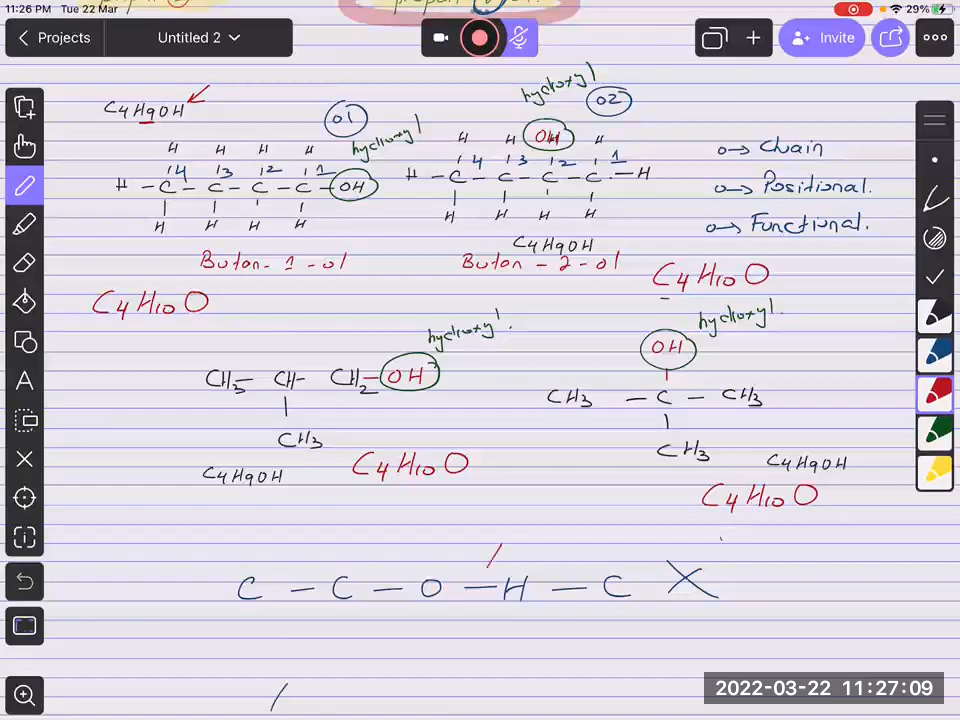 11:26 PM Tue 22 Mar
29%
Projects
Untitled 2
Invite
C4H9OH
01
hydroxyl
H H H H
4 3 2 1
H - C - C - C - C - OH
H H H H
Butan - 1 - ol
C4H10O
hydroxyl
02
H H OH H
4 3 2 1
H - C - C - C - C - H
H H H H
C4H9OH
Butan - 2 - ol
C4H10O
→ Chain
→ Positional.
→ Functional.
hydroxyl.
CH3 - CH - CH2 - OH
CH3
C4H9OH
C4H10O
hydroxyl.
OH
CH3 - C - CH3
CH3
C4H9OH
C4H10O
C - C - O - H - C X
A
2022-03-22 11:27:09